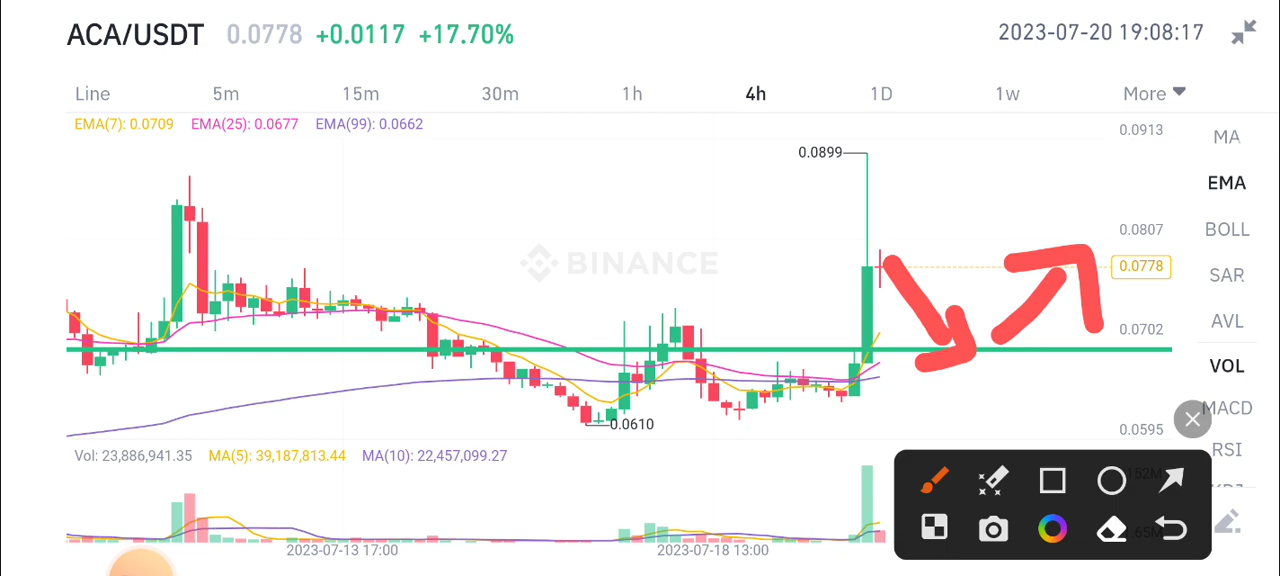 ACA/USDT 0.0778 +0.0117 +17.70% 2023-07-20 19:08:17
Line 5m 15m 30m 1h 4h 1D 1w More
EMA(7): 0.0709 EMA(25): 0.0677 EMA(99): 0.0662
0.0913
MA
0.0899
EMA
0.0807
BOLL
BINANCE
0.0778
SAR
AVL
0.0702
VOL
MACD
0.0610
0.0595
RSI
Vol: 23,886,941.35 MA(5): 39,187,813.44 MA(10): 22,457,099.27
2023-07-13 17:00 2023-07-18 13:00